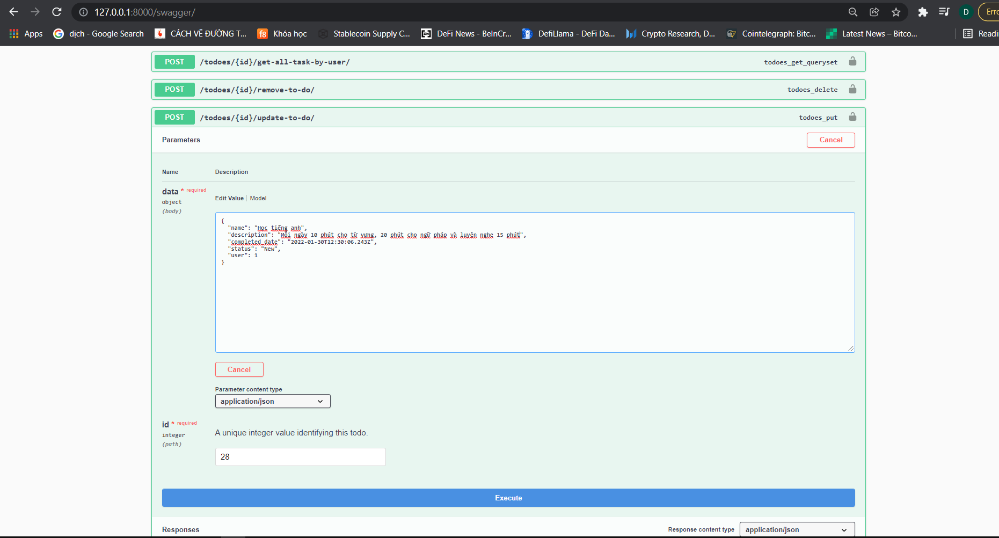 127.0.0.1:8000/swagger/
D
Erro
Apps
dịch - Google Search
CÁCH VẼ ĐƯỜNG T...
f8
Khóa học
Stablecoin Supply C...
DeFi News - BeInCr...
DefiLlama - DeFi Da...
Crypto Research, D...
Cointelegraph: Bitc...
Latest News – Bitco...
Readi
POST /todoes/{id}/get-all-task-by-user/ todoes_get_queryset
POST /todoes/{id}/remove-to-do/ todoes_delete
POST /todoes/{id}/update-to-do/ todoes_put
Parameters
Cancel
Name Description
data * required
object
(body)
Edit Value | Model
{
"name": "Học tiếng anh",
"description": "Mỗi ngày 10 phút cho từ vựng, 20 phút cho ngữ pháp và luyện nghe 15 phút",
"completed_date": "2022-01-30T12:30:06.243Z",
"status": "New",
"user": 1
}
Cancel
Parameter content type
application/json
id * required
integer
(path)
A unique integer value identifying this todo.
28
Execute
Responses
Response content type
application/json